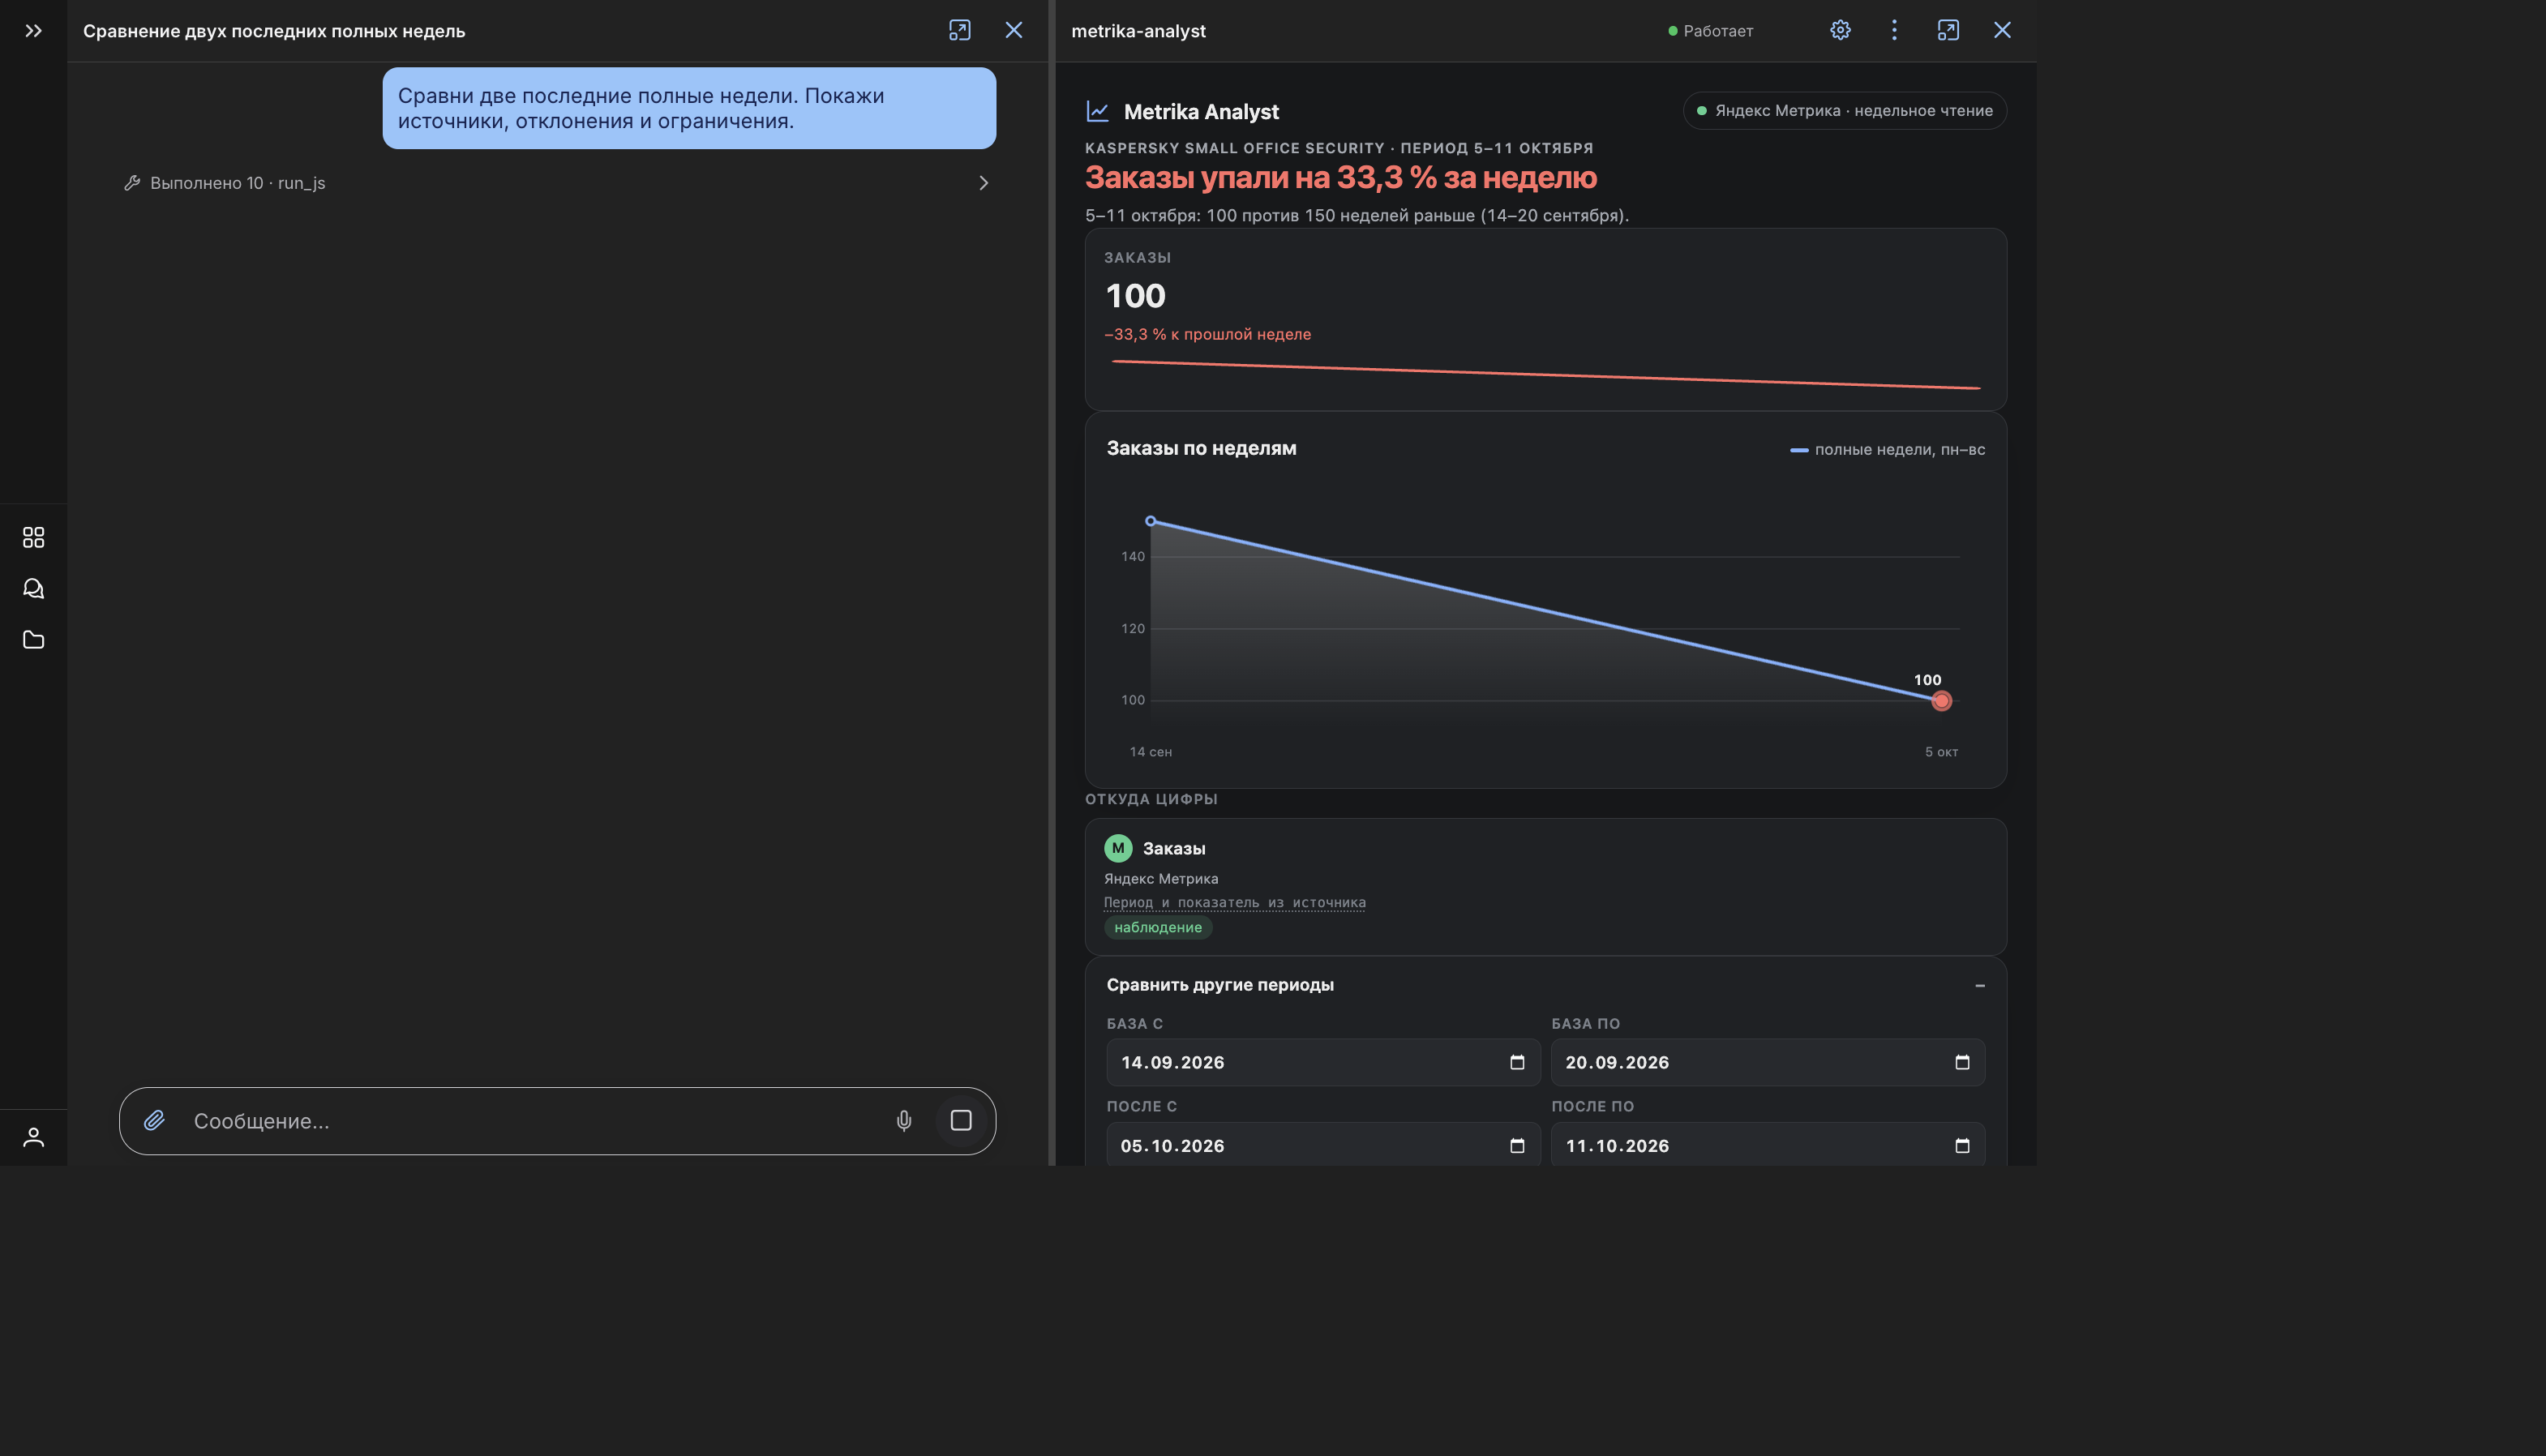 Сравнение двух последних полных недель
Сравни две последние полные недели. Покажи
источники, отклонения и ограничения.
Выполнено 10 · run_js
Сообщение...
metrika-analyst
Работает
Metrika Analyst
Яндекс Метрика · недельное чтение
KASPERSKY SMALL OFFICE SECURITY · ПЕРИОД 5–11 ОКТЯБРЯ
Заказы упали на 33,3 % за неделю
5–11 октября: 100 против 150 неделей раньше (14–20 сентября).
ЗАКАЗЫ
100
−33,3 % к прошлой неделе
Заказы по неделям
полные недели, пн–вс
140
120
100
100
14 сен
5 окт
ОТКУДА ЦИФРЫ
М
Заказы
Яндекс Метрика
Период и показатель из источника
наблюдение
Сравнить другие периоды
–
БАЗА С
БАЗА ПО
14.09.2026
20.09.2026
ПОСЛЕ С
ПОСЛЕ ПО
05.10.2026
11.10.2026